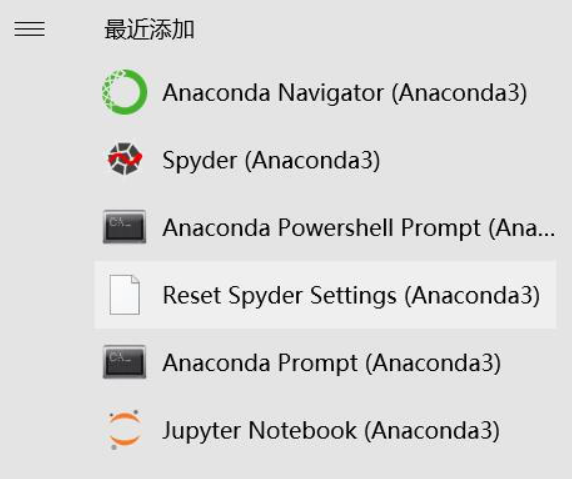 最近添加
Anaconda Navigator (Anaconda3)
Spyder (Anaconda3)
Anaconda Powershell Prompt (Ana...
Reset Spyder Settings (Anaconda3)
Anaconda Prompt (Anaconda3)
Jupyter Notebook (Anaconda3)